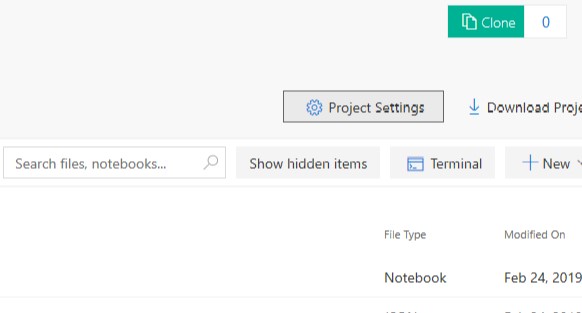 Clone 0
Project Settings Download Proje
Search files, notebooks... Show hidden items Terminal New
File Type Modified On
Notebook Feb 24, 2019